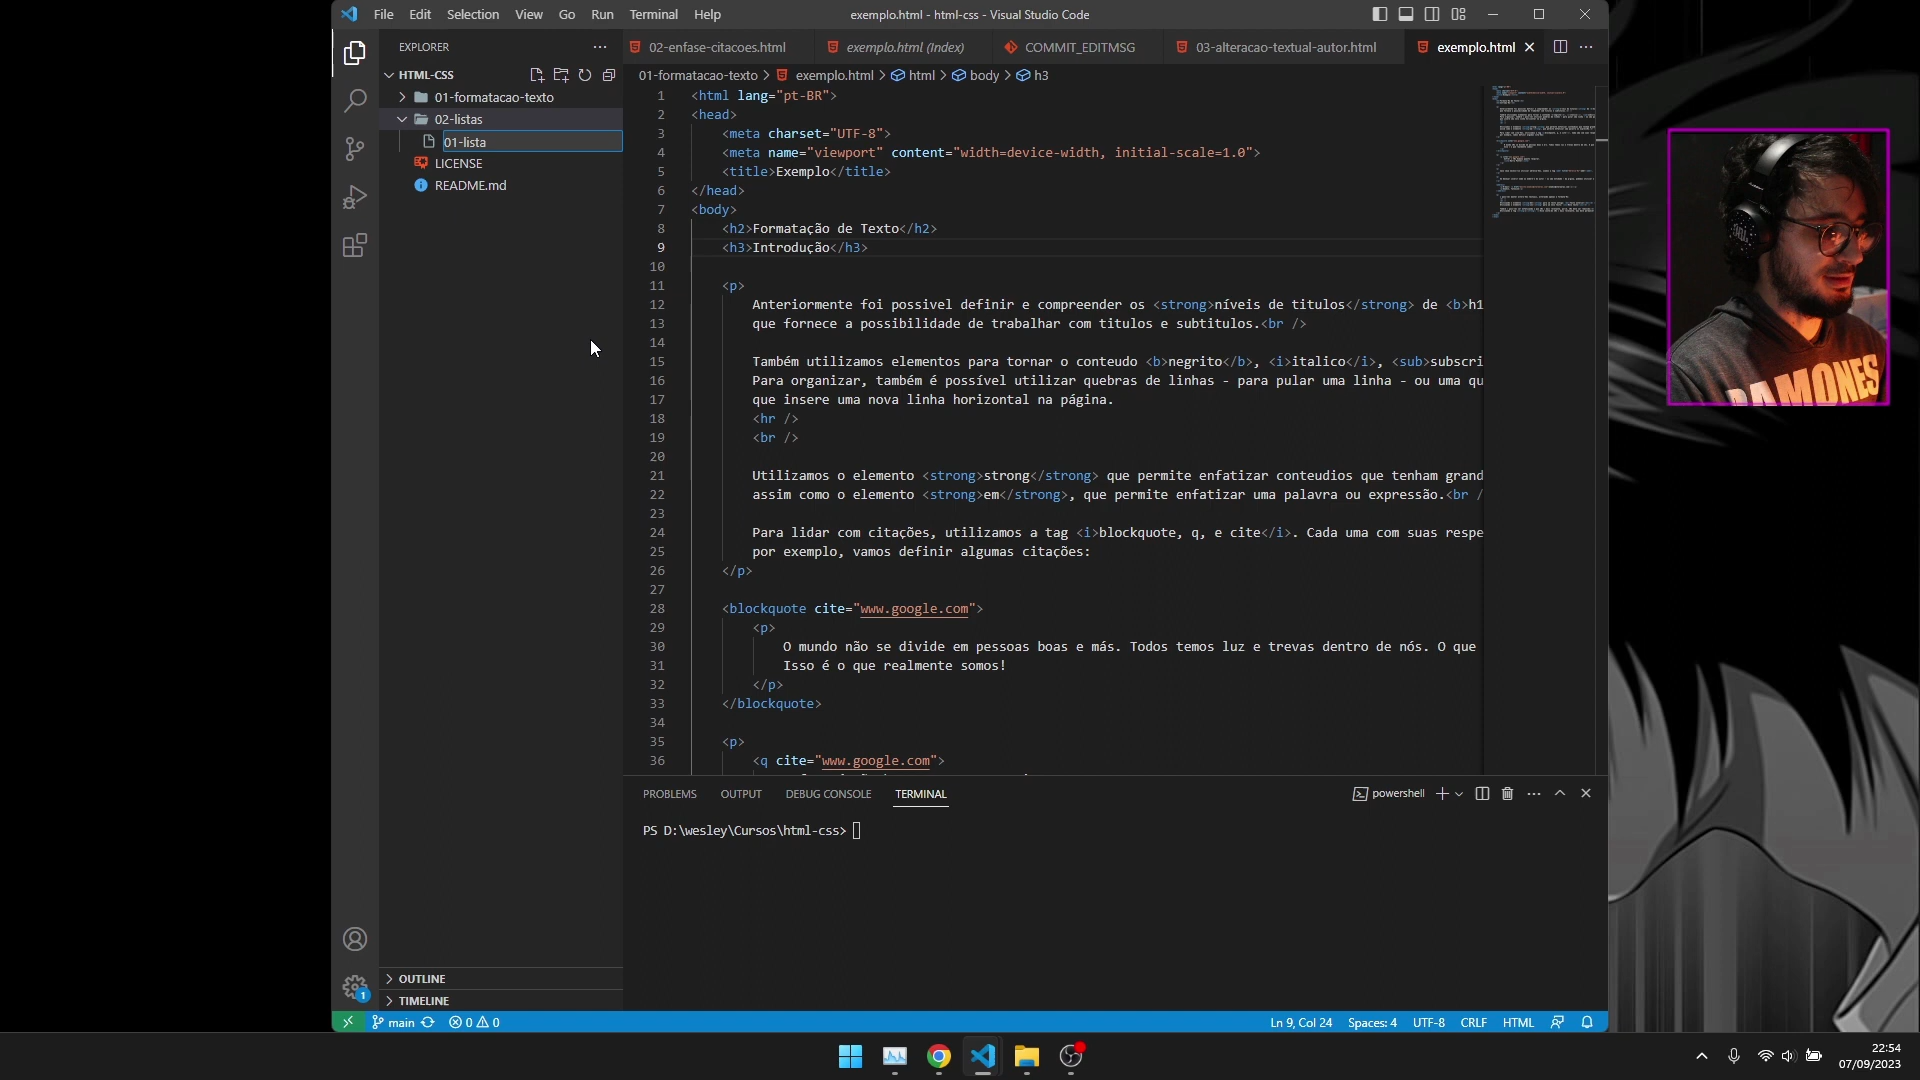 File Edit Selection View Go Run Terminal Help
exemplo.html - html-css - Visual Studio Code
EXPLORER
02-enfase-citacoes.html
exemplo.html (Index)
COMMIT_EDITMSG
03-alteracao-textual-autor.html
exemplo.html
HTML-CSS
01-formatacao-texto
02-listas
01-lista
LICENSE
README.md
01-formatacao-texto > exemplo.html > html > body > h3
1 <html lang="pt-BR">
2 <head>
3 <meta charset="UTF-8">
4 <meta name="viewport" content="width=device-width, initial-scale=1.0">
5 <title>Exemplo</title>
6 </head>
7 <body>
8 <h2>Formatação de Texto</h2>
9 <h3>Introdução</h3>
10
11 <p>
12 Anteriormente foi possivel definir e compreender os <strong>níveis de titulos</strong> de <b>h1
13 que fornece a possibilidade de trabalhar com titulos e subtitulos.<br />
14
15 Também utilizamos elementos para tornar o conteudo <b>negrito</b>, <i>italico</i>, <sub>subscri
16 Para organizar, também é possível utilizar quebras de linhas - para pular uma linha - ou uma qu
17 que insere uma nova linha horizontal na página.
18 <hr />
19 <br />
20
21 Utilizamos o elemento <strong>strong</strong> que permite enfatizar conteudios que tenham grand
22 assim como o elemento <strong>em</strong>, que permite enfatizar uma palavra ou expressão.<br /
23
24 Para lidar com citações, utilizamos a tag <i>blockquote, q, e cite</i>. Cada uma com suas respe
25 por exemplo, vamos definir algumas citações:
26 </p>
27
28 <blockquote cite="www.google.com">
29 <p>
30 O mundo não se divide em pessoas boas e más. Todos temos luz e trevas dentro de nós. O que
31 Isso é o que realmente somos!
32 </p>
33 </blockquote>
34
35 <p>
36 <q cite="www.google.com">
PROBLEMS OUTPUT DEBUG CONSOLE TERMINAL
powershell
PS D:\wesley\Cursos\html-css>
OUTLINE
TIMELINE
1
main
0 0
Ln 9, Col 24 Spaces: 4 UTF-8 CRLF HTML
22:54
07/09/2023
JBL
RAMONES